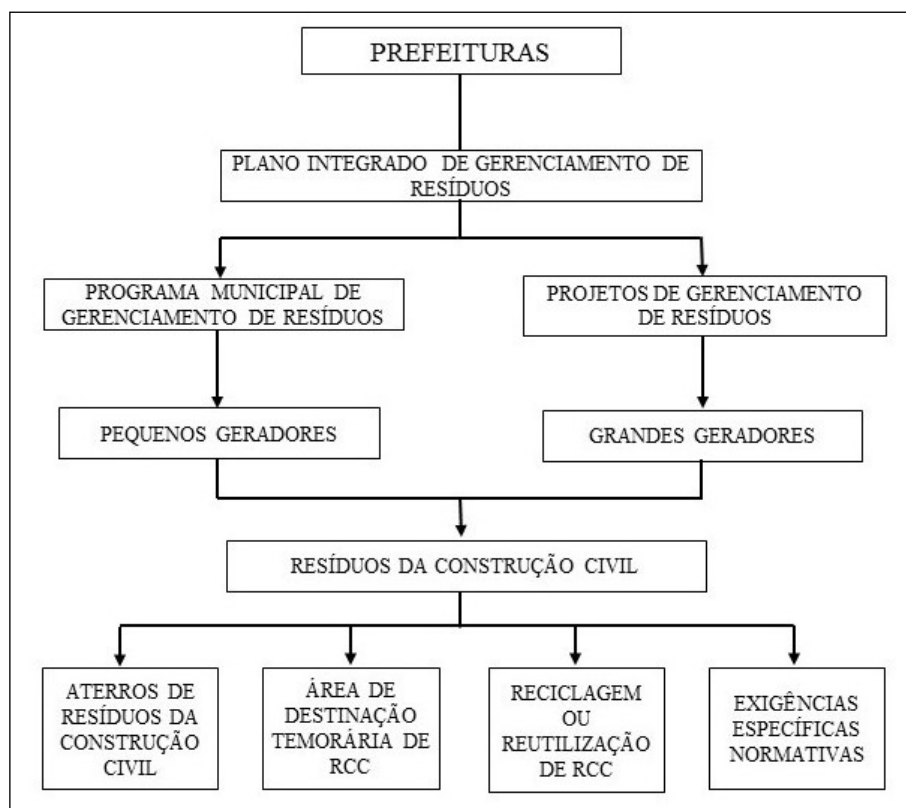 PREFEITURAS
PLANO INTEGRADO DE GERENCIAMENTO DE
RESÍDUOS
PROGRAMA MUNICIPAL DE
GERENCIAMENTO DE RESÍDUOS
PROJETOS DE GERENCIAMENTO
DE RESÍDUOS
PEQUENOS GERADORES
GRANDES GERADORES
RESÍDUOS DA CONSTRUÇÃO CIVIL
ATERROS DE
RESÍDUOS DA
CONSTRUÇÃO
CIVIL
ÁREA DE
DESTINAÇÃO
TEMORÁRIA DE
RCC
RECICLAGEM
OU
REUTILIZAÇÃO
DE RCC
EXIGÊNCIAS
ESPECÍFICAS
NORMATIVAS